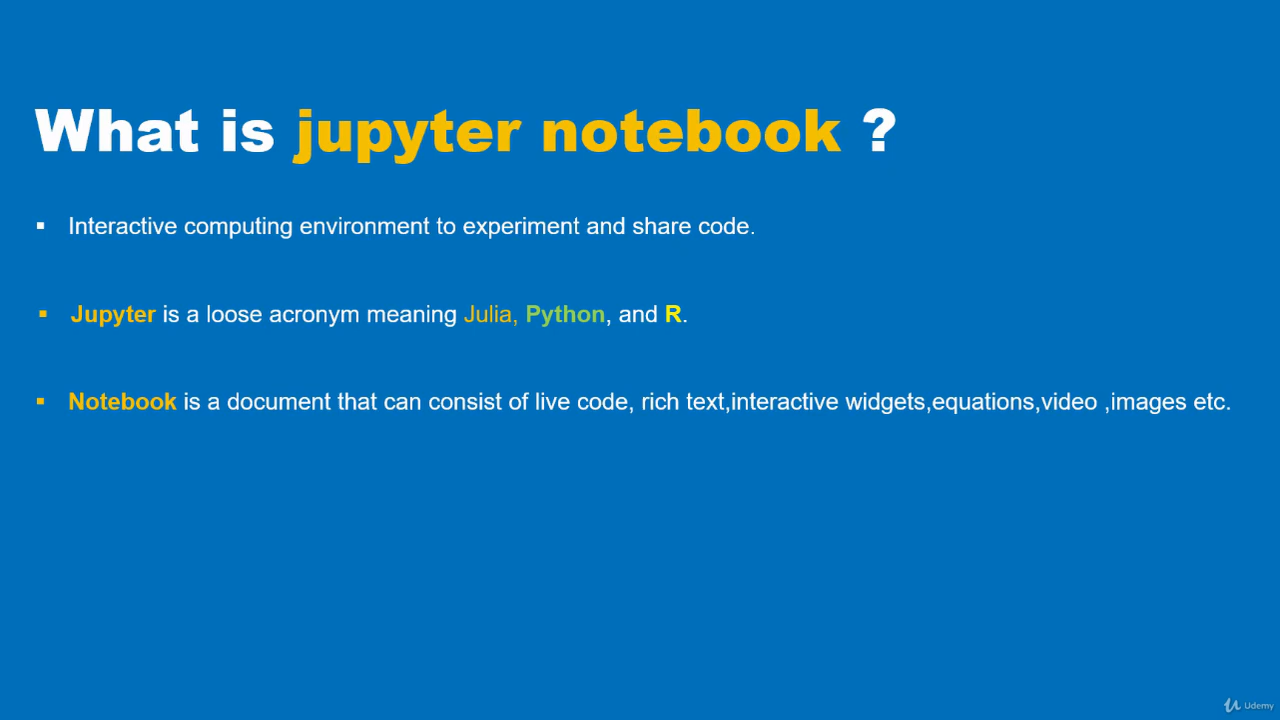 What is jupyter notebook ?
▪ Interactive computing environment to experiment and share code.
▪ Jupyter is a loose acronym meaning Julia, Python, and R.
▪ Notebook is a document that can consist of live code, rich text,interactive widgets,equations,video ,images etc.
Udemy